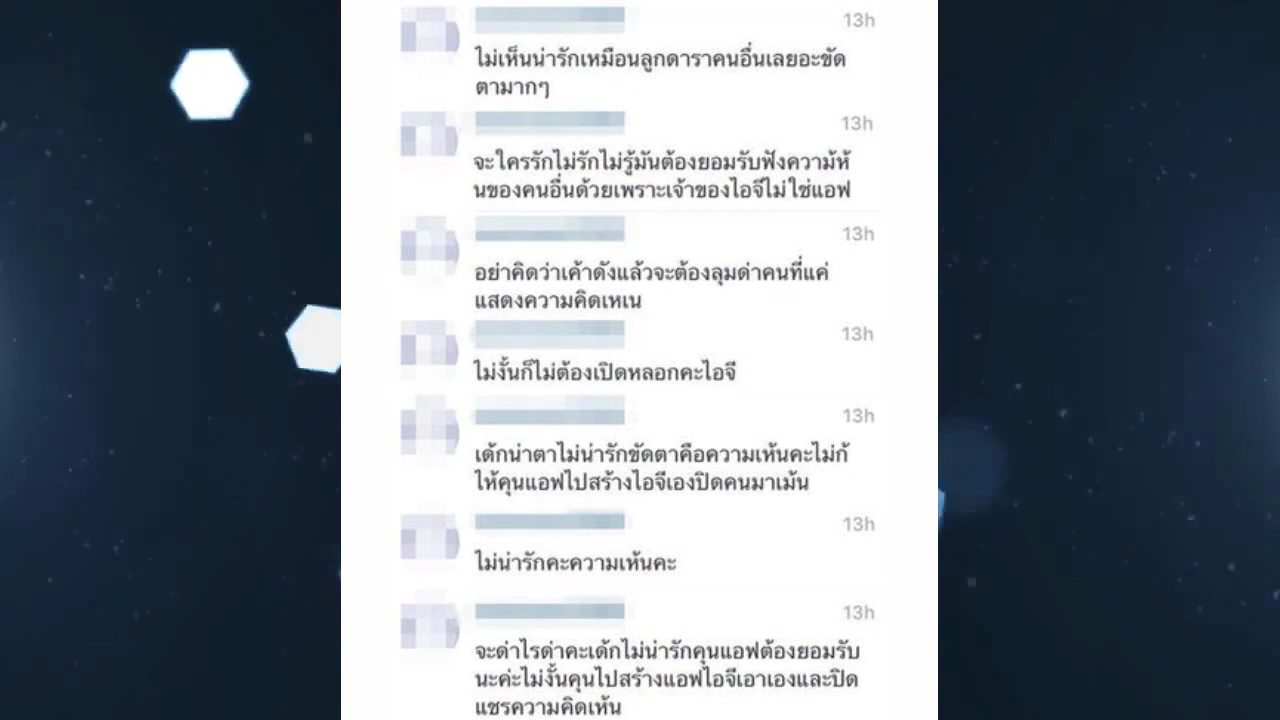 13h
ไม่เห็นน่ารักเหมือนลูกดาราคนอื่นเลยอะขัด
ตามากๆ
13h
จะใครรักไม่รักไม่รู้มันต้องยอมรับฟังความ้ห้
นของคนอื่นด้วยเพราะเจ้าของไอจีไม่ใช่แอฟ
13h
อย่าคิดว่าเค้าดังแล้วจะต้องลุมด่าคนที่แค่
แสดงความคิดเหเน
13h
ไม่งั้นก็ไม่ต้องเปิดหลอกคะไอจี
13h
เด้กน่าตาไม่น่ารักขัดตาคือความเห้นคะไม่ก้
ให้คุนแอฟไปสร้างไอจีเองปิดคนมาเม้น
13h
ไม่น่ารักคะความเห้นคะ
13h
จะด่าไรด่าคะเด้กไม่น่ารักคุนแอฟต้องยอมรับ
นะค่ะไม่งั้นคุนไปสร้างแอฟไอจีเอาเองและปิด
แชรความคิดเห้น